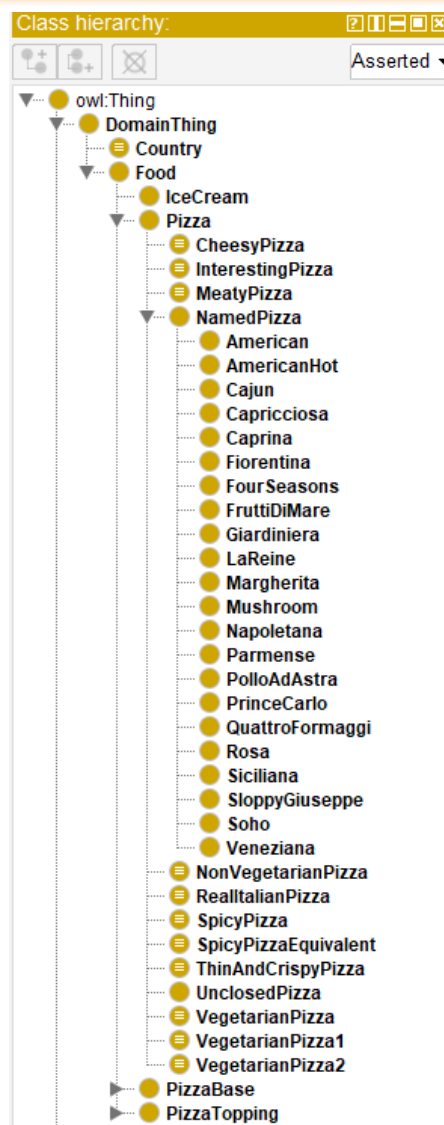 Class hierarchy:
Asserted
owl:Thing
DomainThing
Country
Food
IceCream
Pizza
CheesyPizza
InterestingPizza
MeatyPizza
NamedPizza
American
AmericanHot
Cajun
Capricciosa
Caprina
Fiorentina
FourSeasons
FruttiDiMare
Giardiniera
LaReine
Margherita
Mushroom
Napoletana
Parmense
PolloAdAstra
PrinceCarlo
QuattroFormaggi
Rosa
Siciliana
SloppyGiuseppe
Soho
Veneziana
NonVegetarianPizza
RealItalianPizza
SpicyPizza
SpicyPizzaEquivalent
ThinAndCrispyPizza
UnclosedPizza
VegetarianPizza
VegetarianPizza1
VegetarianPizza2
PizzaBase
PizzaTopping